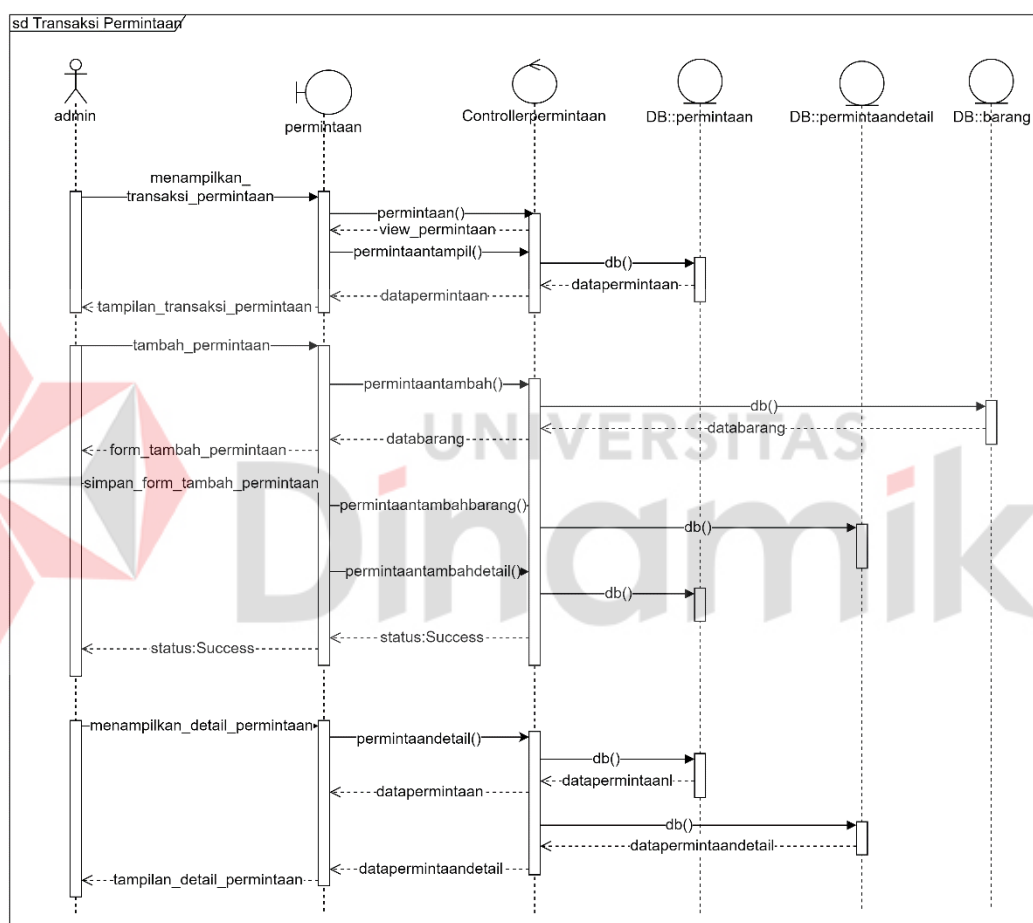 sd Transaksi Permintaan
admin
permintaan
Controllerpermintaan
DB::permintaan
DB::permintaandetail
DB::barang
menampilkan_
transaksi_permintaan
permintaan()
view_permintaan
permintaantampil()
db()
datapermintaan
datapermintaan
tampilan_transaksi_permintaan
tambah_permintaan
permintaantambah()
db()
databarang
databarang
form_tambah_permintaan
simpan_form_tambah_permintaan
permintaantambahbarang()
db()
permintaantambahdetail()
db()
status:Success
status:Success
menampilkan_detail_permintaan
permintaandetail()
db()
datapermintaanl
datapermintaan
db()
datapermintaandetail
datapermintaandetail
tampilan_detail_permintaan
UNIVERSITAS
Dinamika